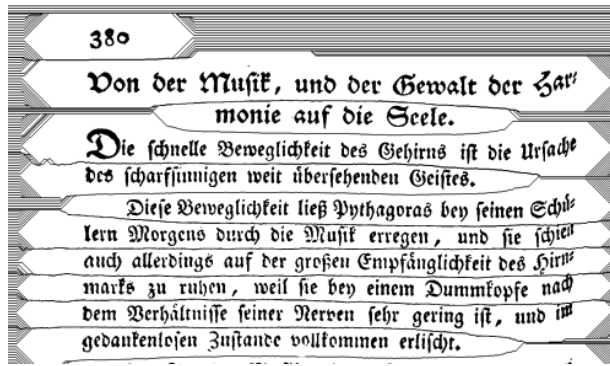 380
Von der Muſik, und der Gewalt der Har⸗
monie auf die Seele.
Die ſchnelle Beweglichkeit des Gehirns iſt die Urſache
des ſcharfſinnigen weit überſehenden Geiſtes.
Dieſe Beweglichkeit ließ Pythagoras bey ſeinen Schü⸗
lern Morgens durch die Muſik erregen, und ſie ſchien
auch allerdings auf der großen Empfänglichkeit des Hirn⸗
marks zu ruhen, weil ſie bey einem Dummkopfe nach
dem Verhältniſſe ſeiner Nerven ſehr gering iſt, und im
gedankenloſen Zuſtande vollkommen erliſcht.